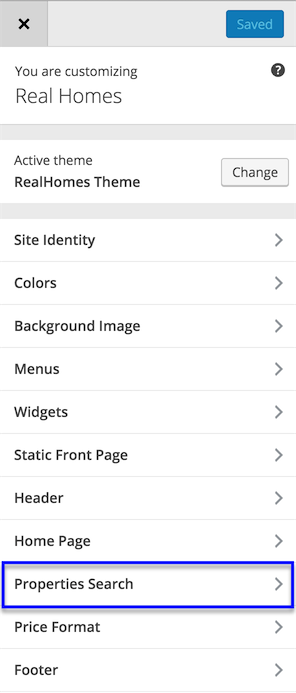 Saved
You are customizing
Real Homes
Active theme
RealHomes Theme
Change
Site Identity
Colors
Background Image
Menus
Widgets
Static Front Page
Header
Home Page
Properties Search
Price Format
Footer